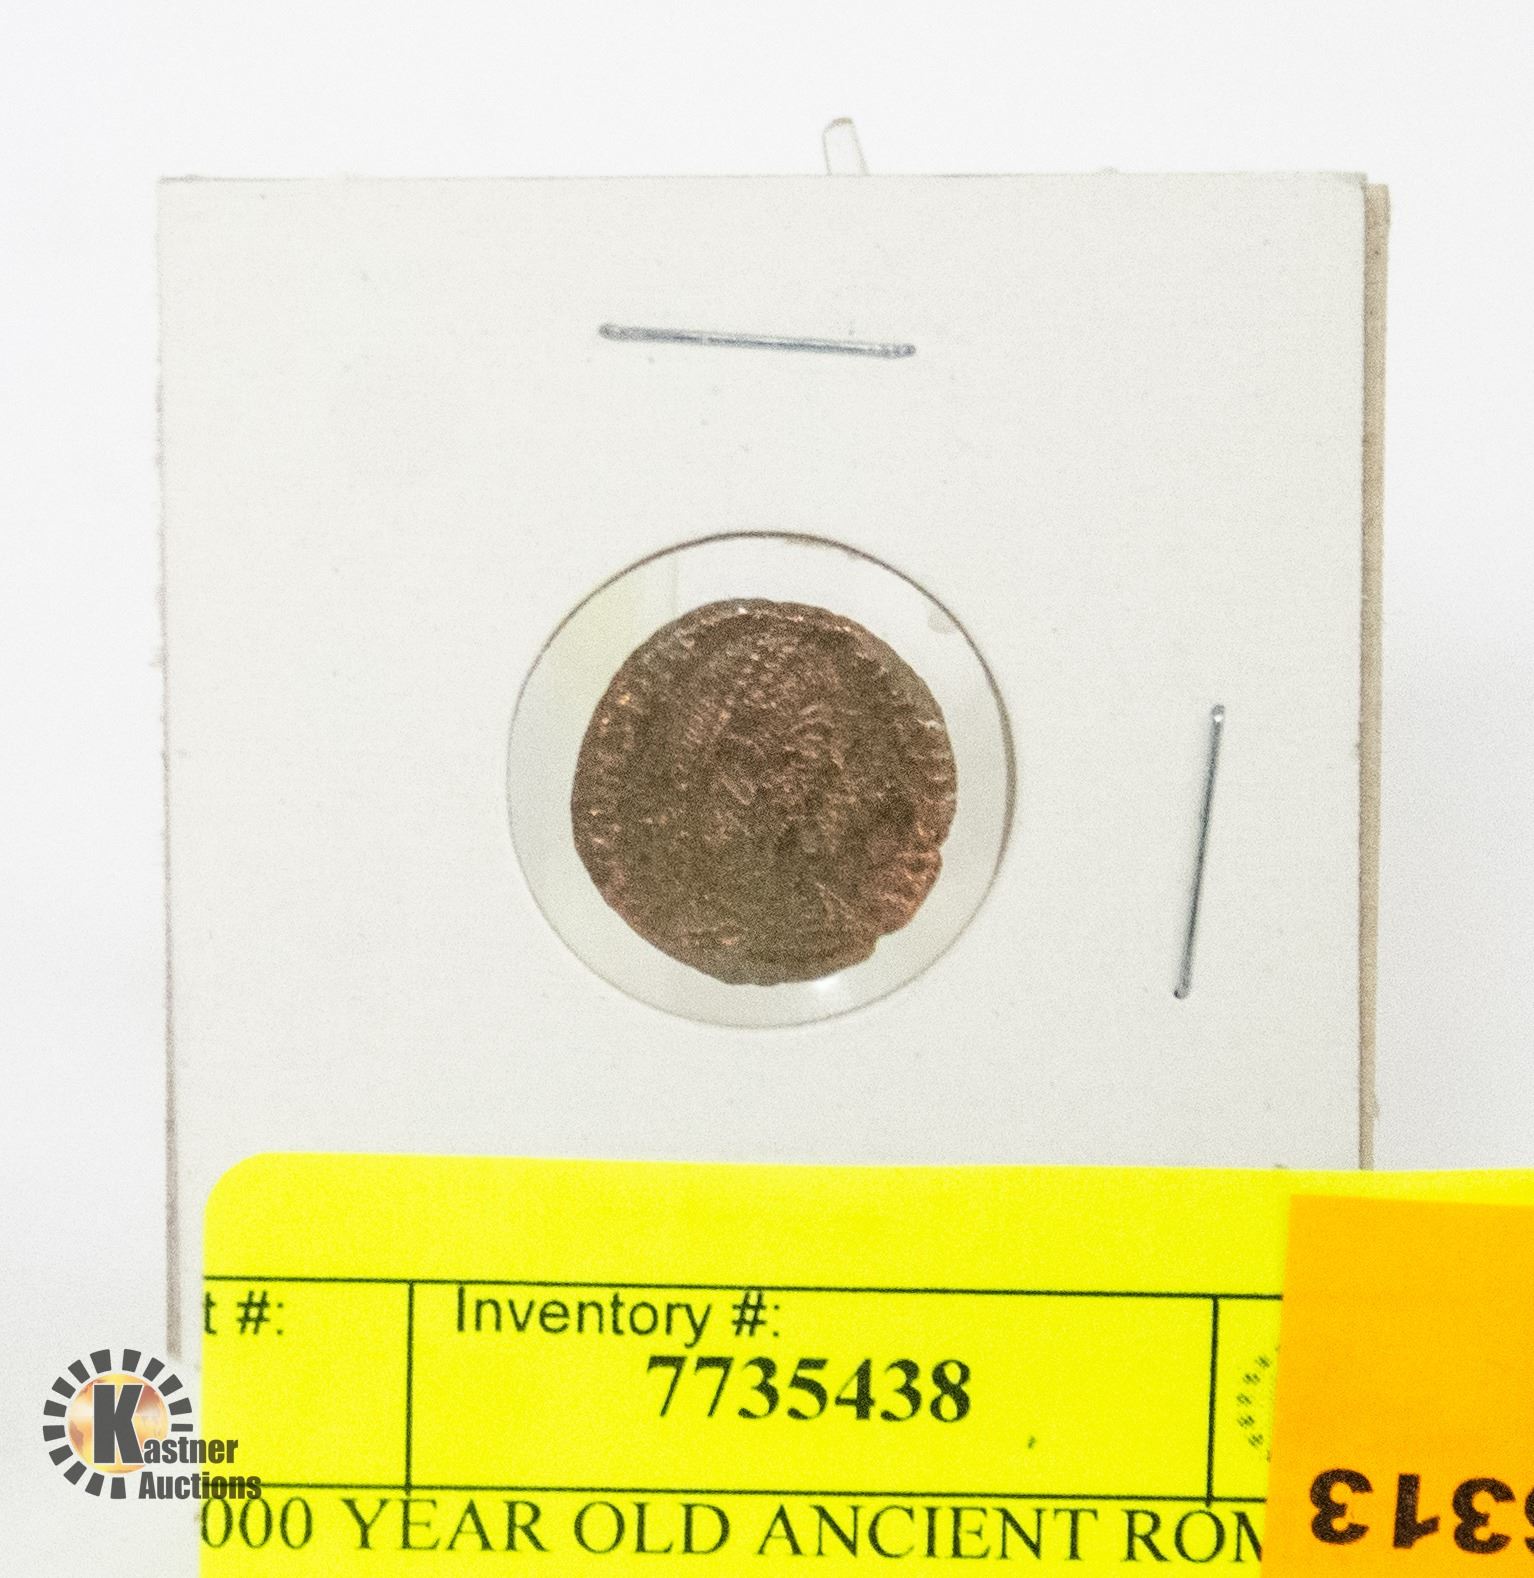 t #:
Inventory #:
7735438
Kastner
Auctions
000 YEAR OLD ANCIENT ROM